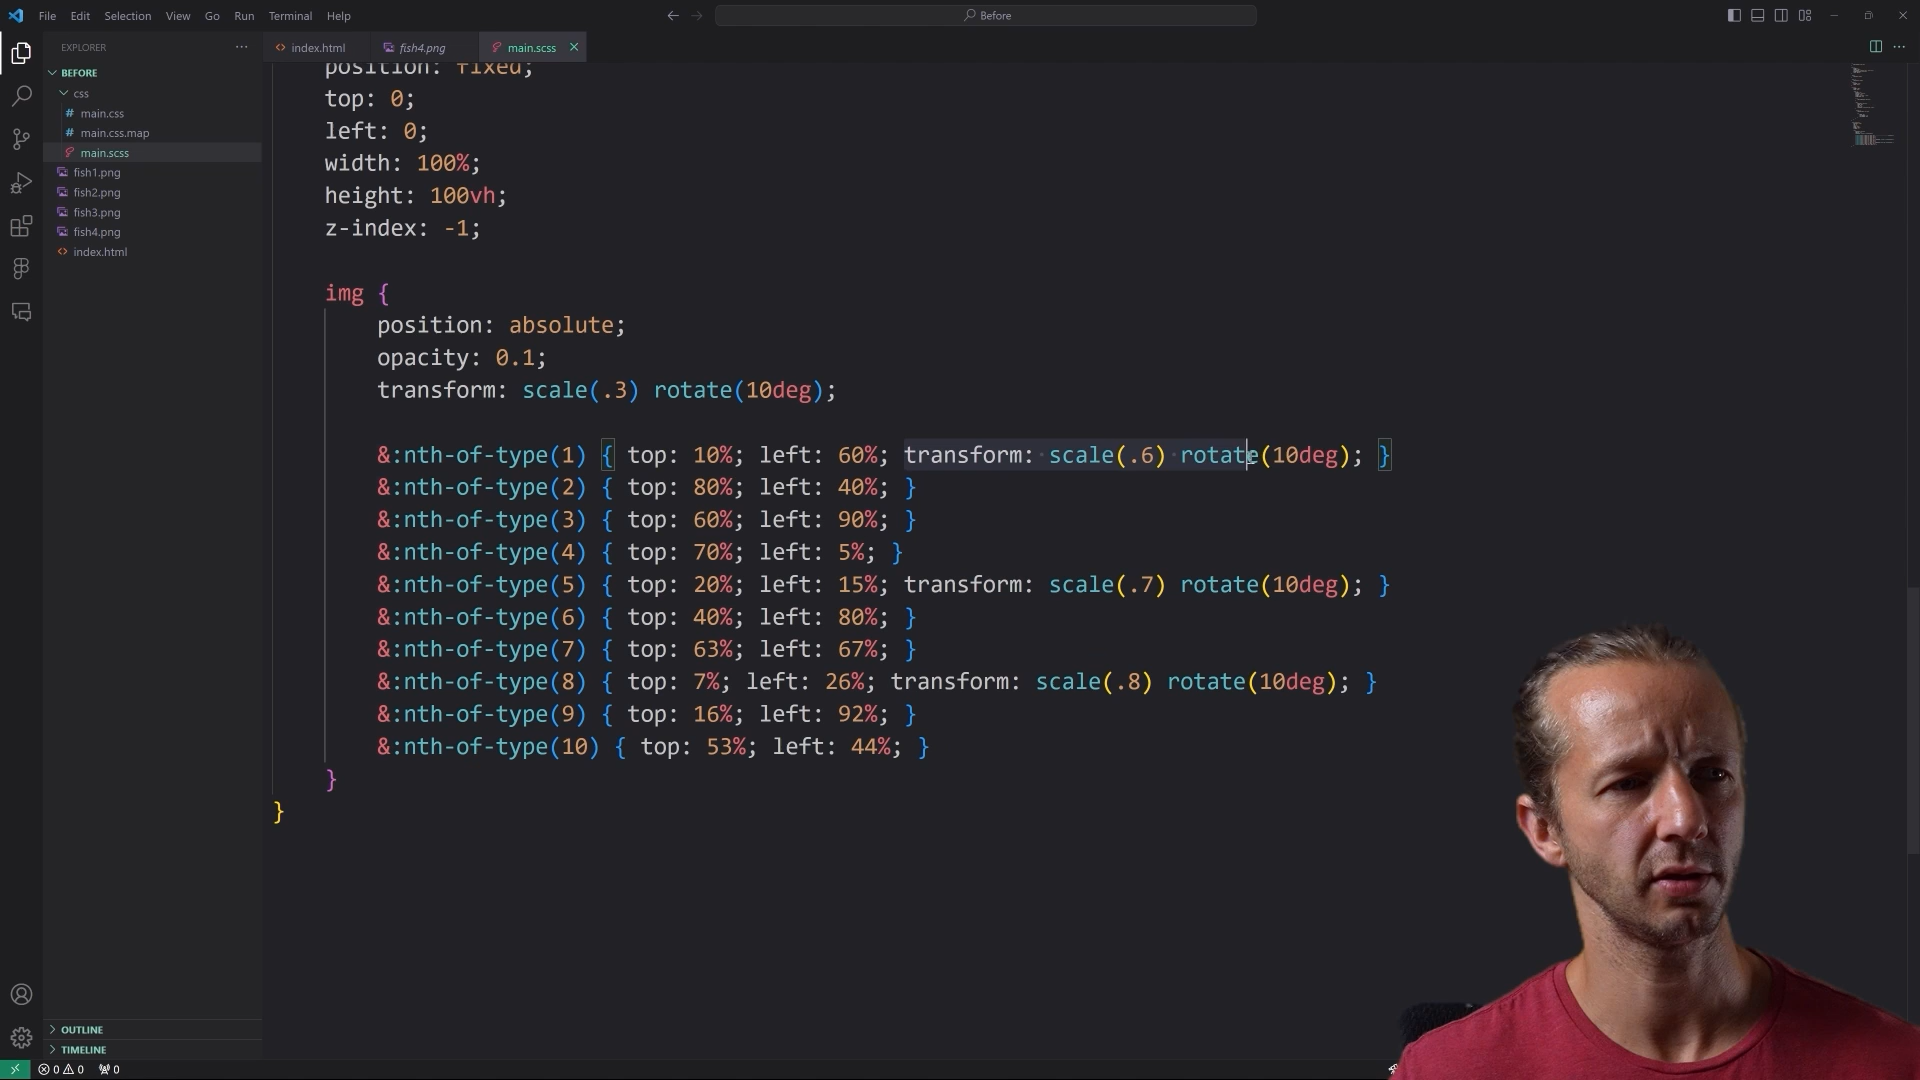 File Edit Selection View Go Run Terminal Help
Before
EXPLORER
index.html
fish4.png
main.scss
BEFORE
css
main.css
main.css.map
main.scss
fish1.png
fish2.png
fish3.png
fish4.png
index.html
position: fixed;
top: 0;
left: 0;
width: 100%;
height: 100vh;
z-index: -1;
img {
position: absolute;
opacity: 0.1;
transform: scale(.3) rotate(10deg);
&:nth-of-type(1) { top: 10%; left: 60%; transform: scale(.6) rotate(10deg); }
&:nth-of-type(2) { top: 80%; left: 40%; }
&:nth-of-type(3) { top: 60%; left: 90%; }
&:nth-of-type(4) { top: 70%; left: 5%; }
&:nth-of-type(5) { top: 20%; left: 15%; transform: scale(.7) rotate(10deg); }
&:nth-of-type(6) { top: 40%; left: 80%; }
&:nth-of-type(7) { top: 63%; left: 67%; }
&:nth-of-type(8) { top: 7%; left: 26%; transform: scale(.8) rotate(10deg); }
&:nth-of-type(9) { top: 16%; left: 92%; }
&:nth-of-type(10) { top: 53%; left: 44%; }
}
}
OUTLINE
TIMELINE
0 0 0